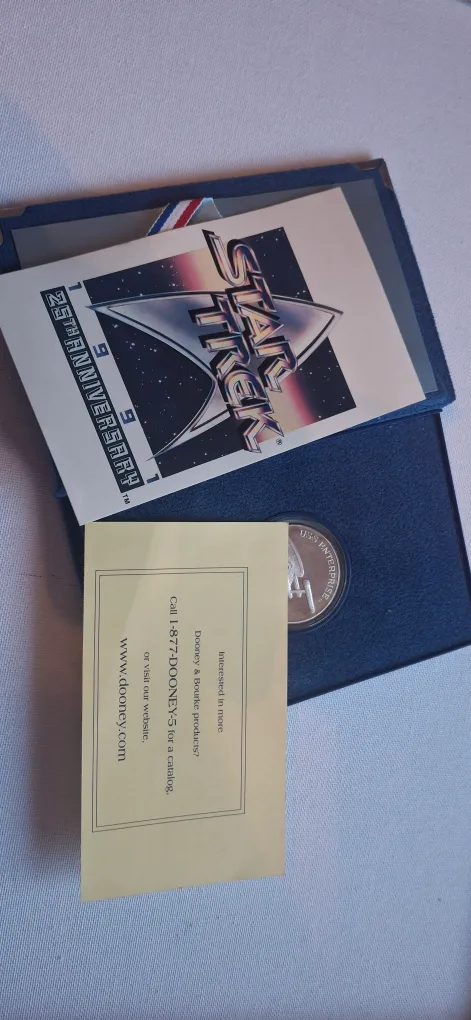 STAR
TREK®
1991
25TH ANNIVERSARY™
USS ENTERPRISE
Interested in more
Dooney & Bourke products?
Call 1-877-DOONEY-5 for a catalog,
or visit our website,
www.dooney.com